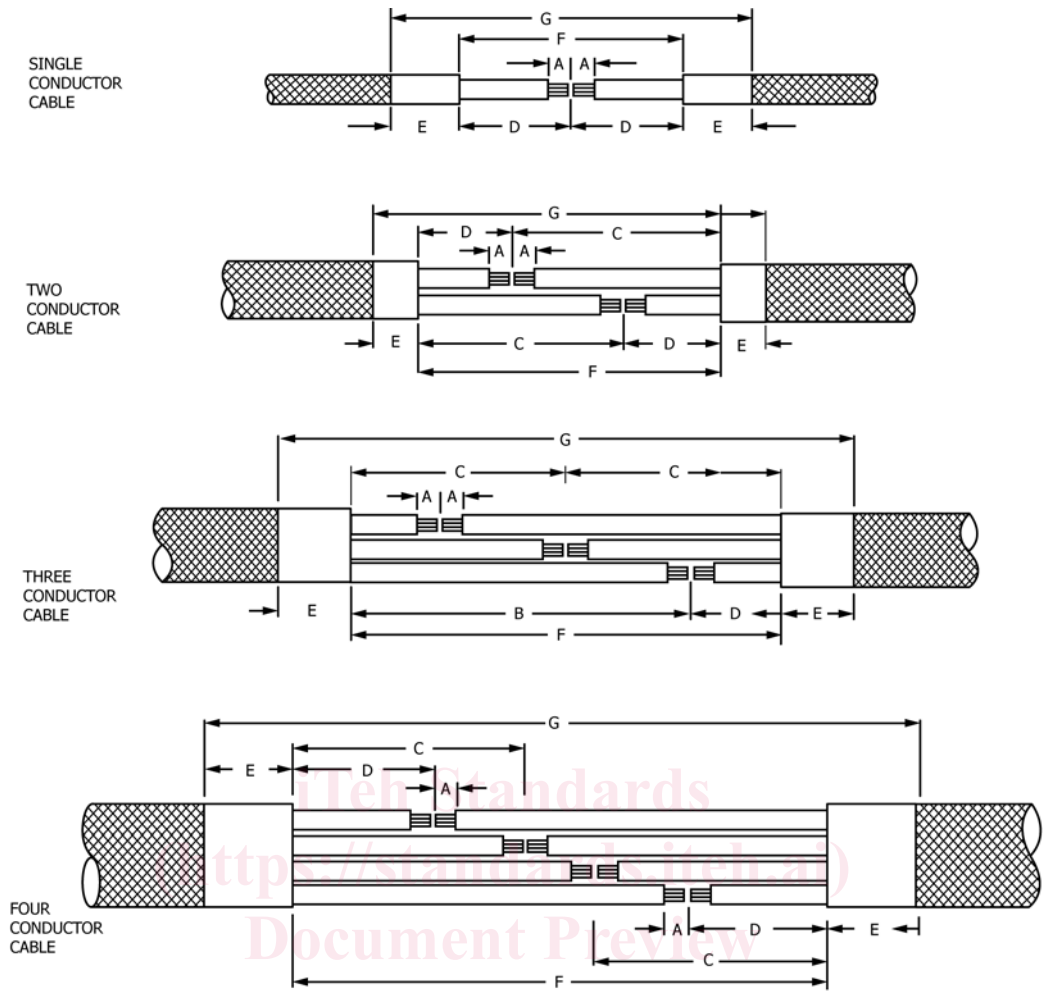 G
F
SINGLE
CONDUCTOR
CABLE
A A
E D D E
G
D C
A A
TWO
CONDUCTOR
CABLE
E C D E
F
G
C C
A A
THREE
CONDUCTOR
CABLE
E B D E
F
G
C
E D
A
iTeh Standards
(https://standards.iteh.ai)
Document Preview
FOUR
CONDUCTOR
CABLE
A D E
C
F